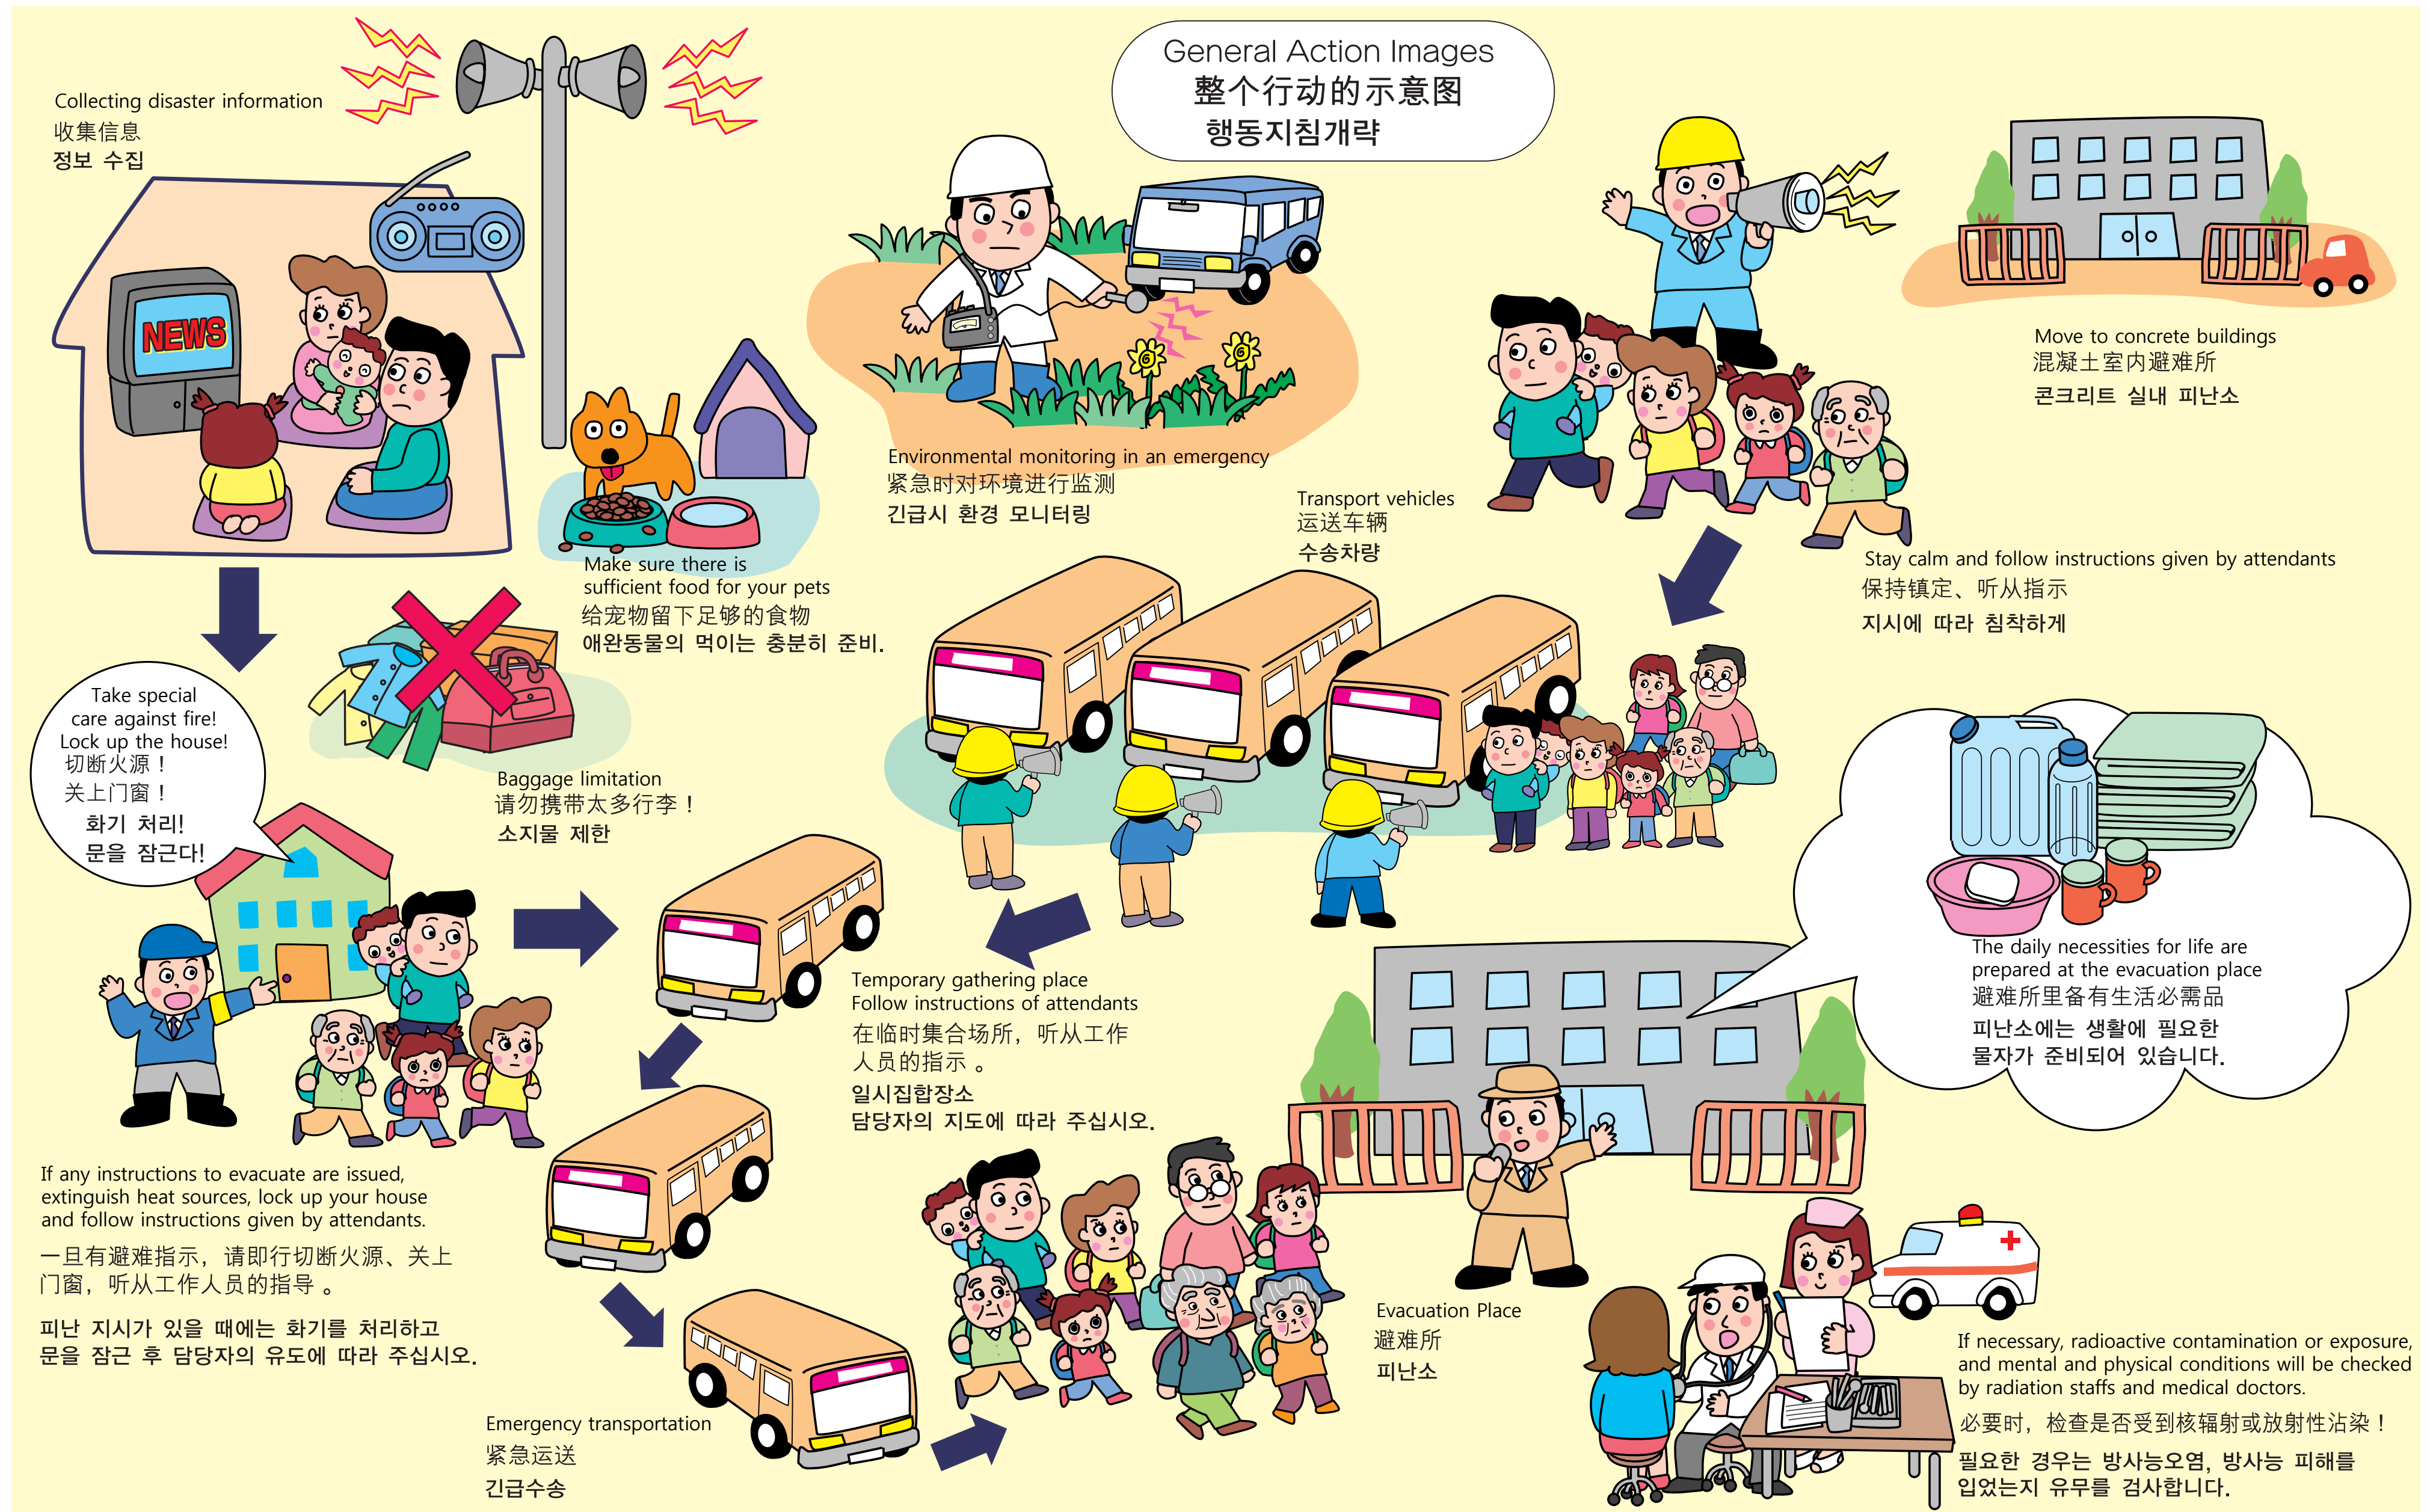 General Action Images
整个行动的示意图
행동지침개략
Collecting disaster information
收集信息
정보 수집
NEWS
Make sure there is
sufficient food for your pets
给宠物留下足够的食物
애완동물의 먹이는 충분히 준비.
Environmental monitoring in an emergency
紧急时对环境进行监测
긴급시 환경 모니터링
Move to concrete buildings
混凝土室内避难所
콘크리트 실내 피난소
Transport vehicles
运送车辆
수송차량
Stay calm and follow instructions given by attendants
保持镇定、听从指示
지시에 따라 침착하게
Take special
care against fire!
Lock up the house!
切断火源！
关上门窗！
화기 처리!
문을 잠근다!
Baggage limitation
请勿携带太多行李！
소지물 제한
Temporary gathering place
Follow instructions of attendants
在临时集合场所，听从工作
人员的指示。
일시집합장소
담당자의 지도에 따라 주십시오.
The daily necessities for life are
prepared at the evacuation place
避难所里备有生活必需品
피난소에는 생활에 필요한
물자가 준비되어 있습니다.
If any instructions to evacuate are issued,
extinguish heat sources, lock up your house
and follow instructions given by attendants.
一旦有避难指示，请即行切断火源、关上
门窗，听从工作人员的指导。
피난 지시가 있을 때에는 화기를 처리하고
문을 잠근 후 담당자의 유도에 따라 주십시오.
Emergency transportation
紧急运送
긴급수송
Evacuation Place
避难所
피난소
If necessary, radioactive contamination or exposure,
and mental and physical conditions will be checked
by radiation staffs and medical doctors.
必要时，检查是否受到核辐射或放射性沾染！
필요한 경우는 방사능오염, 방사능 피해를
입었는지 유무를 검사합니다.